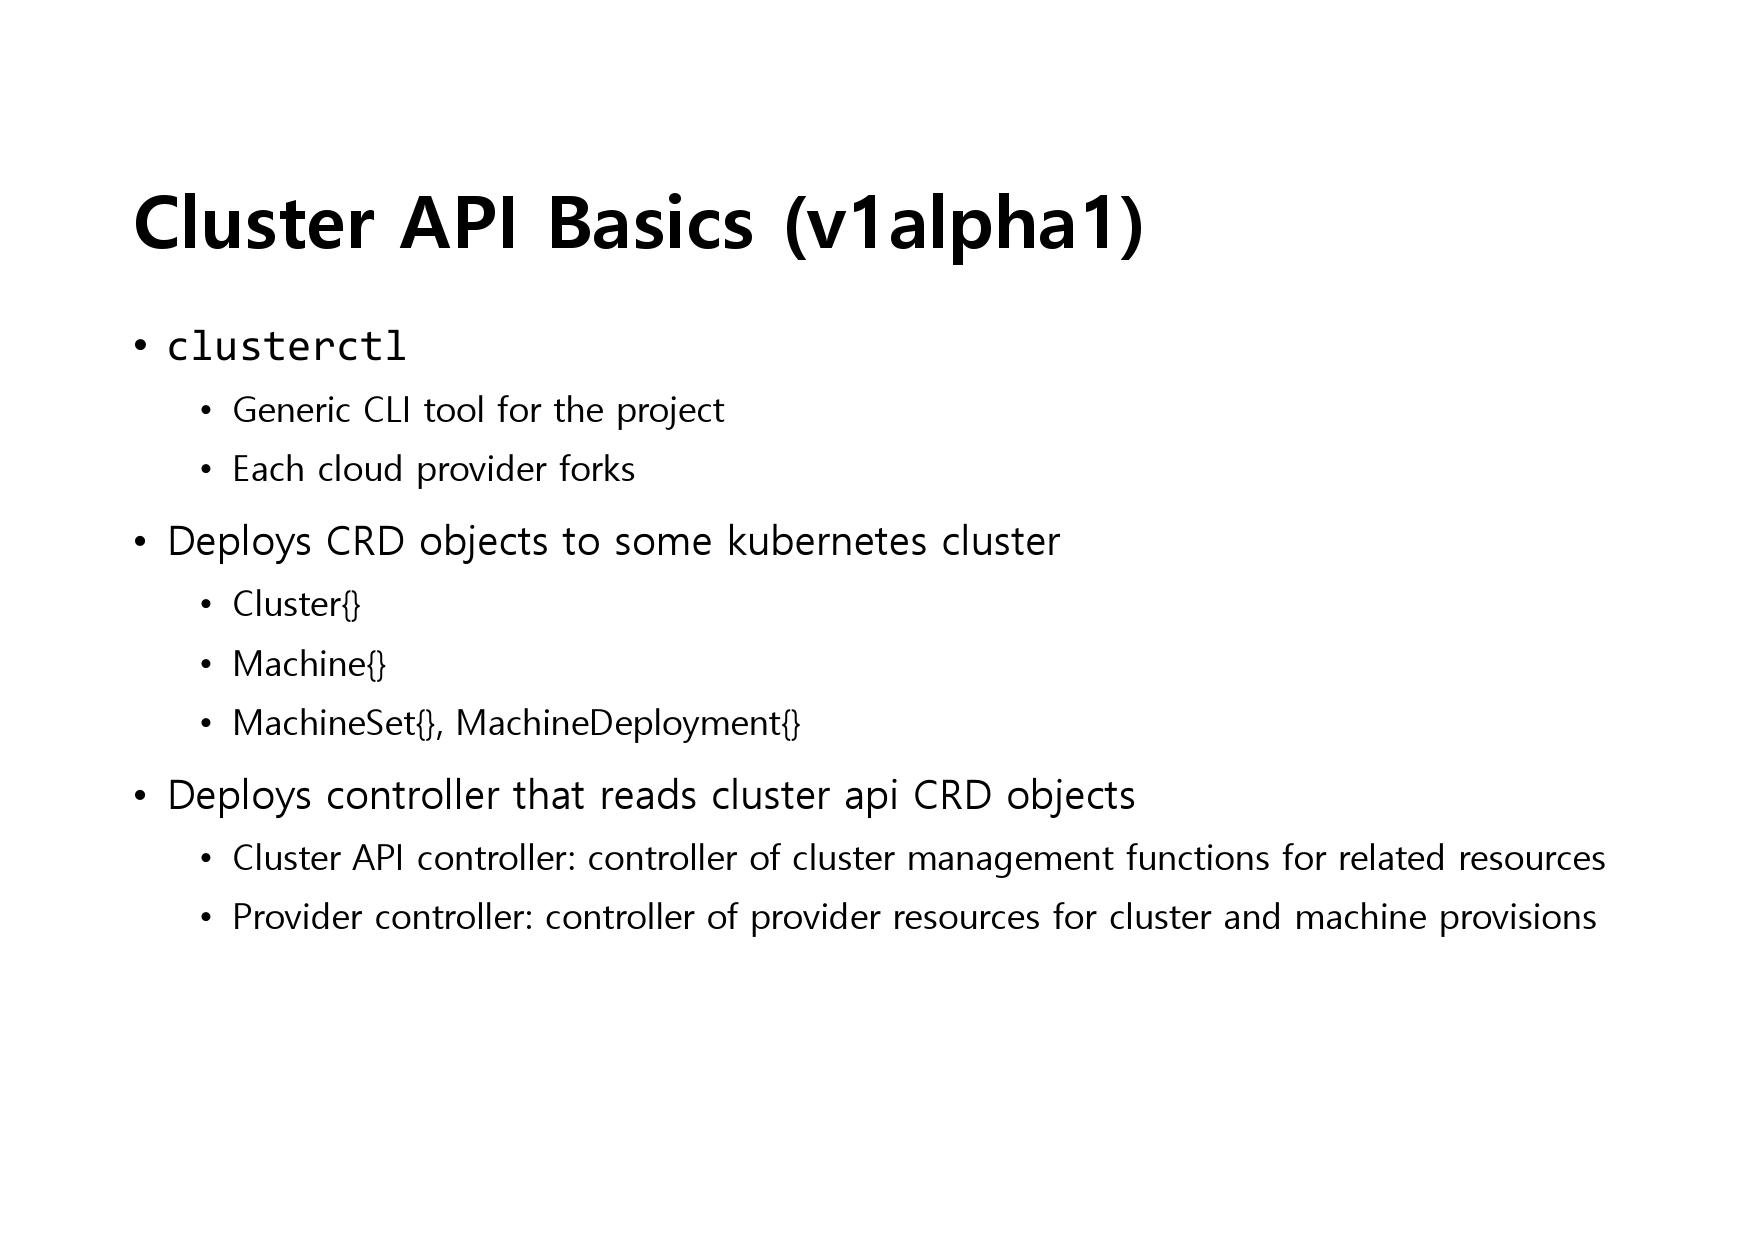 Cluster API Basics (v1alpha1)
• clusterctl
• Generic CLI tool for the project
• Each cloud provider forks
• Deploys CRD objects to some kubernetes cluster
• Cluster{}
• Machine{}
• MachineSet{}, MachineDeployment{}
• Deploys controller that reads cluster api CRD objects
• Cluster API controller: controller of cluster management functions for related resources
• Provider controller: controller of provider resources for cluster and machine provisions